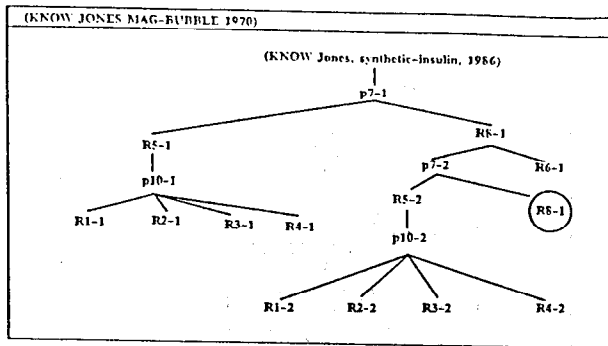 (KNOW JONES MAG-BUBBLE 1970)
(KNOW Jones, synthetic-insulin, 1986)
p7-1
R5-1 R8-1
p7-2 R6-1
p10-1
R5-2 R8-1
R1-1 R2-1 R3-1 R4-1
p10-2
R1-2 R2-2 R3-2 R4-2